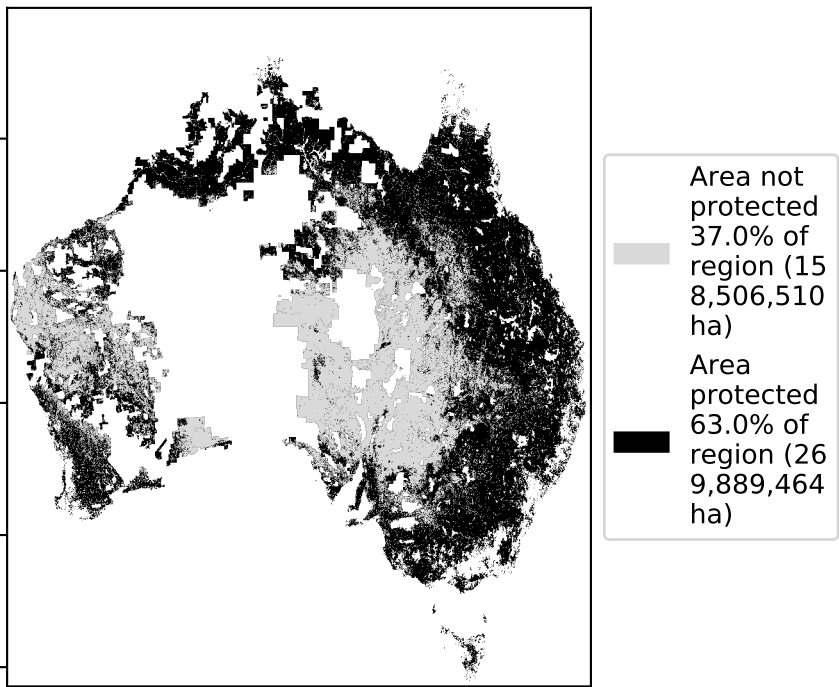 Area not
protected
37.0% of
region (15
8,506,510
ha)
Area
protected
63.0% of
region (26
9,889,464
ha)